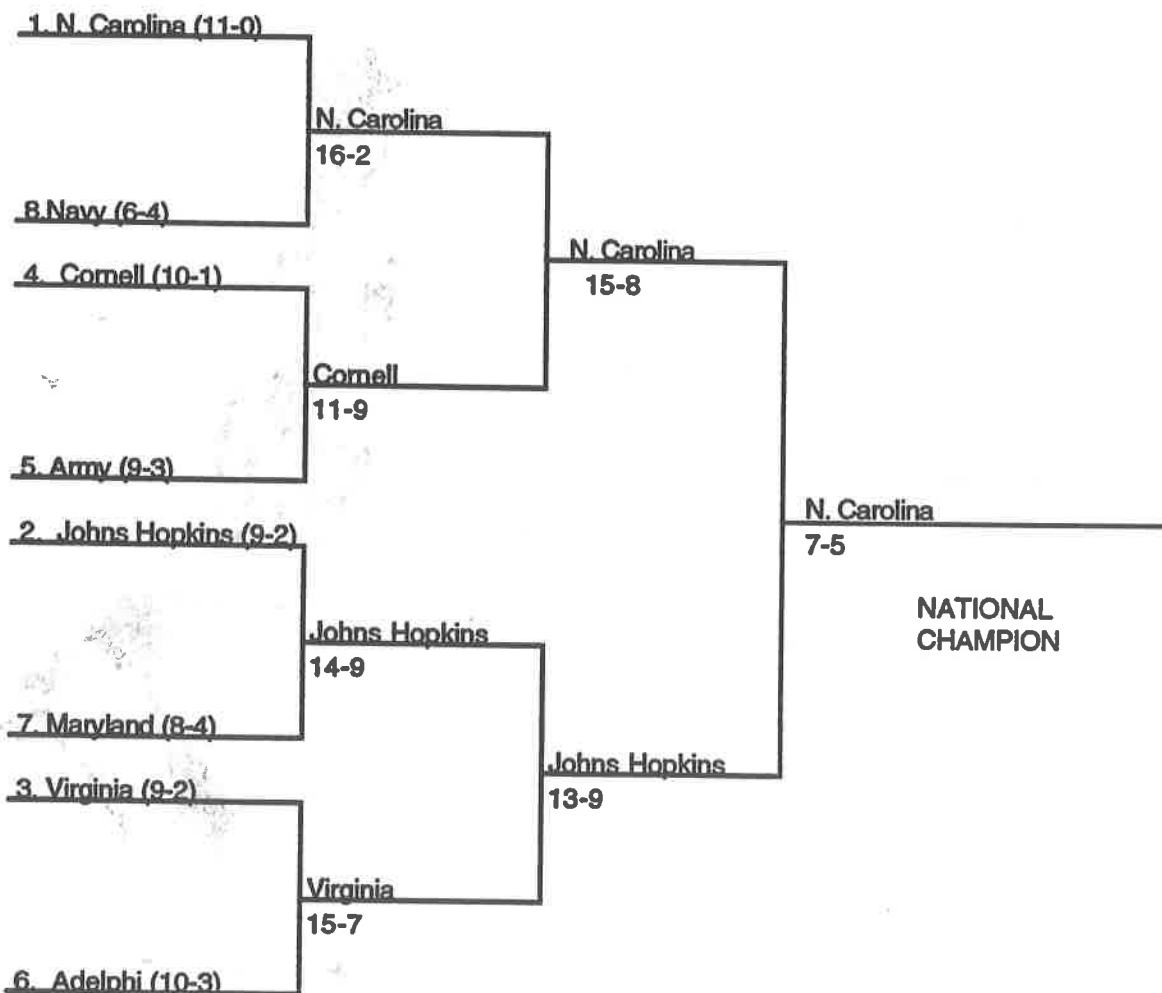 1. N. Carolina (11-0)
N. Carolina
16-2
8.Navy (6-4)
4. Cornell (10-1)
N. Carolina
15-8
Cornell
11-9
5. Army (9-3)
2. Johns Hopkins (9-2)
N. Carolina
7-5
NATIONAL
CHAMPION
Johns Hopkins
14-9
7. Maryland (8-4)
3. Virginia (9-2)
Johns Hopkins
13-9
Virginia
15-7
6. Adelphi (10-3)